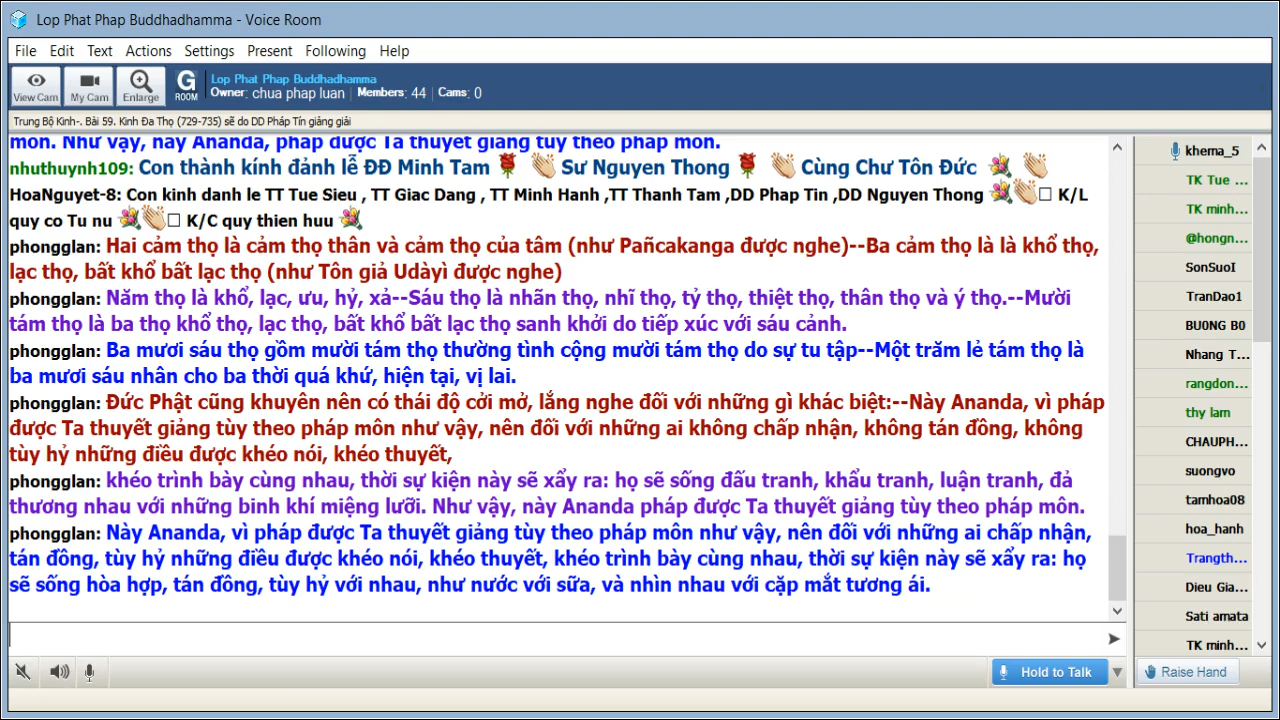 Lop Phat Phap Buddhadhamma - Voice Room
File Edit Text Actions Settings Present Following Help
View Cam My Cam Enlarge G ROOM
Lop Phat Phap Buddhadhamma
Owner: chua phap luan | Members: 44 | Cams: 0
Trung Bộ Kinh-. Bài 59. Kinh Đa Thọ (729-735) sẽ do DD Pháp Tín giảng giải
môn. Như vậy, này Ananda, pháp được Ta thuyết giảng tùy theo pháp môn.
nhuthuynh109: Con thành kính đảnh lễ ĐĐ Minh Tam 🌹 👏 Sư Nguyen Thong 🌹 👏 Cùng Chư Tôn Đức 💐 👏
HoaNguyet-8: Con kinh danh le TT Tue Sieu , TT Giac Dang , TT Minh Hanh ,TT Thanh Tam ,DD Phap Tin ,DD Nguyen Thong 💐👏□ K/L
quy co Tu nu 💐👏□ K/C quy thien huu 💐
phongglan: Hai cảm thọ là cảm thọ thân và cảm thọ của tâm (như Pañcakanga được nghe)--Ba cảm thọ là là khổ thọ,
lạc thọ, bất khổ bất lạc thọ (như Tôn giả Udàyì được nghe)
phongglan: Năm thọ là khổ, lạc, ưu, hỷ, xả--Sáu thọ là nhãn thọ, nhĩ thọ, tỷ thọ, thiệt thọ, thân thọ và ý thọ.--Mười
tám thọ là ba thọ khổ thọ, lạc thọ, bất khổ bất lạc thọ sanh khởi do tiếp xúc với sáu cảnh.
phongglan: Ba mươi sáu thọ gồm mười tám thọ thường tình cộng mười tám thọ do sự tu tập--Một trăm lẻ tám thọ là
ba mươi sáu nhân cho ba thời quá khứ, hiện tại, vị lai.
phongglan: Đức Phật cũng khuyên nên có thái độ cởi mở, lắng nghe đối với những gì khác biệt:--Này Ananda, vì pháp
được Ta thuyết giảng tùy theo pháp môn như vậy, nên đối với những ai không chấp nhận, không tán đồng, không
tùy hỷ những điều được khéo nói, khéo thuyết,
phongglan: khéo trình bày cùng nhau, thời sự kiện này sẽ xẩy ra: họ sẽ sống đấu tranh, khẩu tranh, luận tranh, đả
thương nhau với những binh khí miệng lưỡi. Như vậy, này Ananda pháp được Ta thuyết giảng tùy theo pháp môn.
phongglan: Này Ananda, vì pháp được Ta thuyết giảng tùy theo pháp môn như vậy, nên đối với những ai chấp nhận,
tán đồng, tùy hỷ những điều được khéo nói, khéo thuyết, khéo trình bày cùng nhau, thời sự kiện này sẽ xẩy ra: họ
sẽ sống hòa hợp, tán đồng, tùy hỷ với nhau, như nước với sữa, và nhìn nhau với cặp mắt tương ái.
Hold to Talk
khema_5
TK Tue ...
TK minh...
@hongn...
SonSuoI
TranDao1
BU0NG B0
Nhang T...
rangdon...
thy lam
CHAUPH...
suongvo
tamhoa08
hoa_hanh
Trangth...
Dieu Gia...
Sati amata
TK minh...
Raise Hand